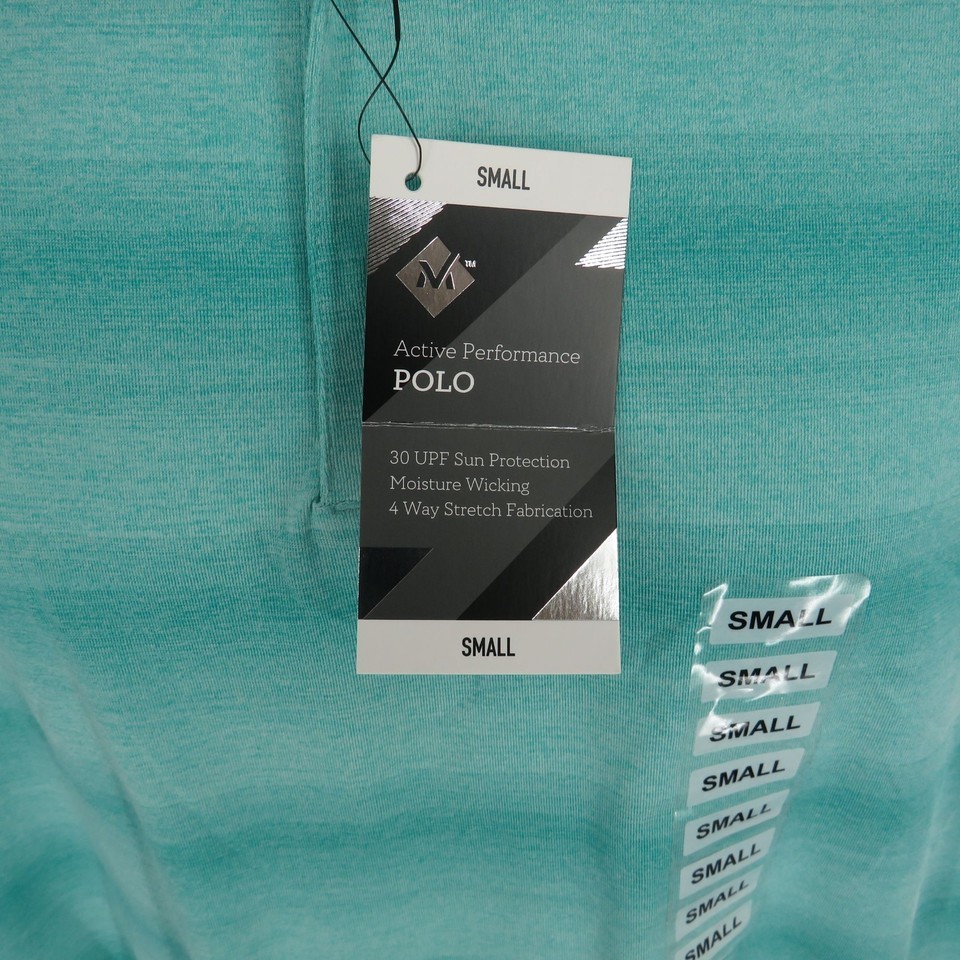 SMALL
M™
Active Performance
POLO
30 UPF Sun Protection
Moisture Wicking
4 Way Stretch Fabrication
SMALL
SMALL
SMALL
SMALL
SMALL
SMALL
SMALL
SMALL
SMALL